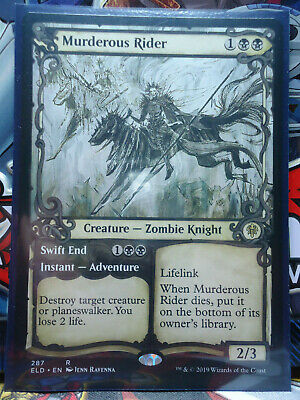 Murderous Rider 1
Creature — Zombie Knight
Swift End 1
Instant — Adventure
Destroy target creature
or planeswalker. You
lose 2 life.
Lifelink
When Murderous
Rider dies, put it
on the bottom of its
owner's library.
2/3
287 R
ELD • EN Jenn Ravenna
™ & © 2019 Wizards of the Coast